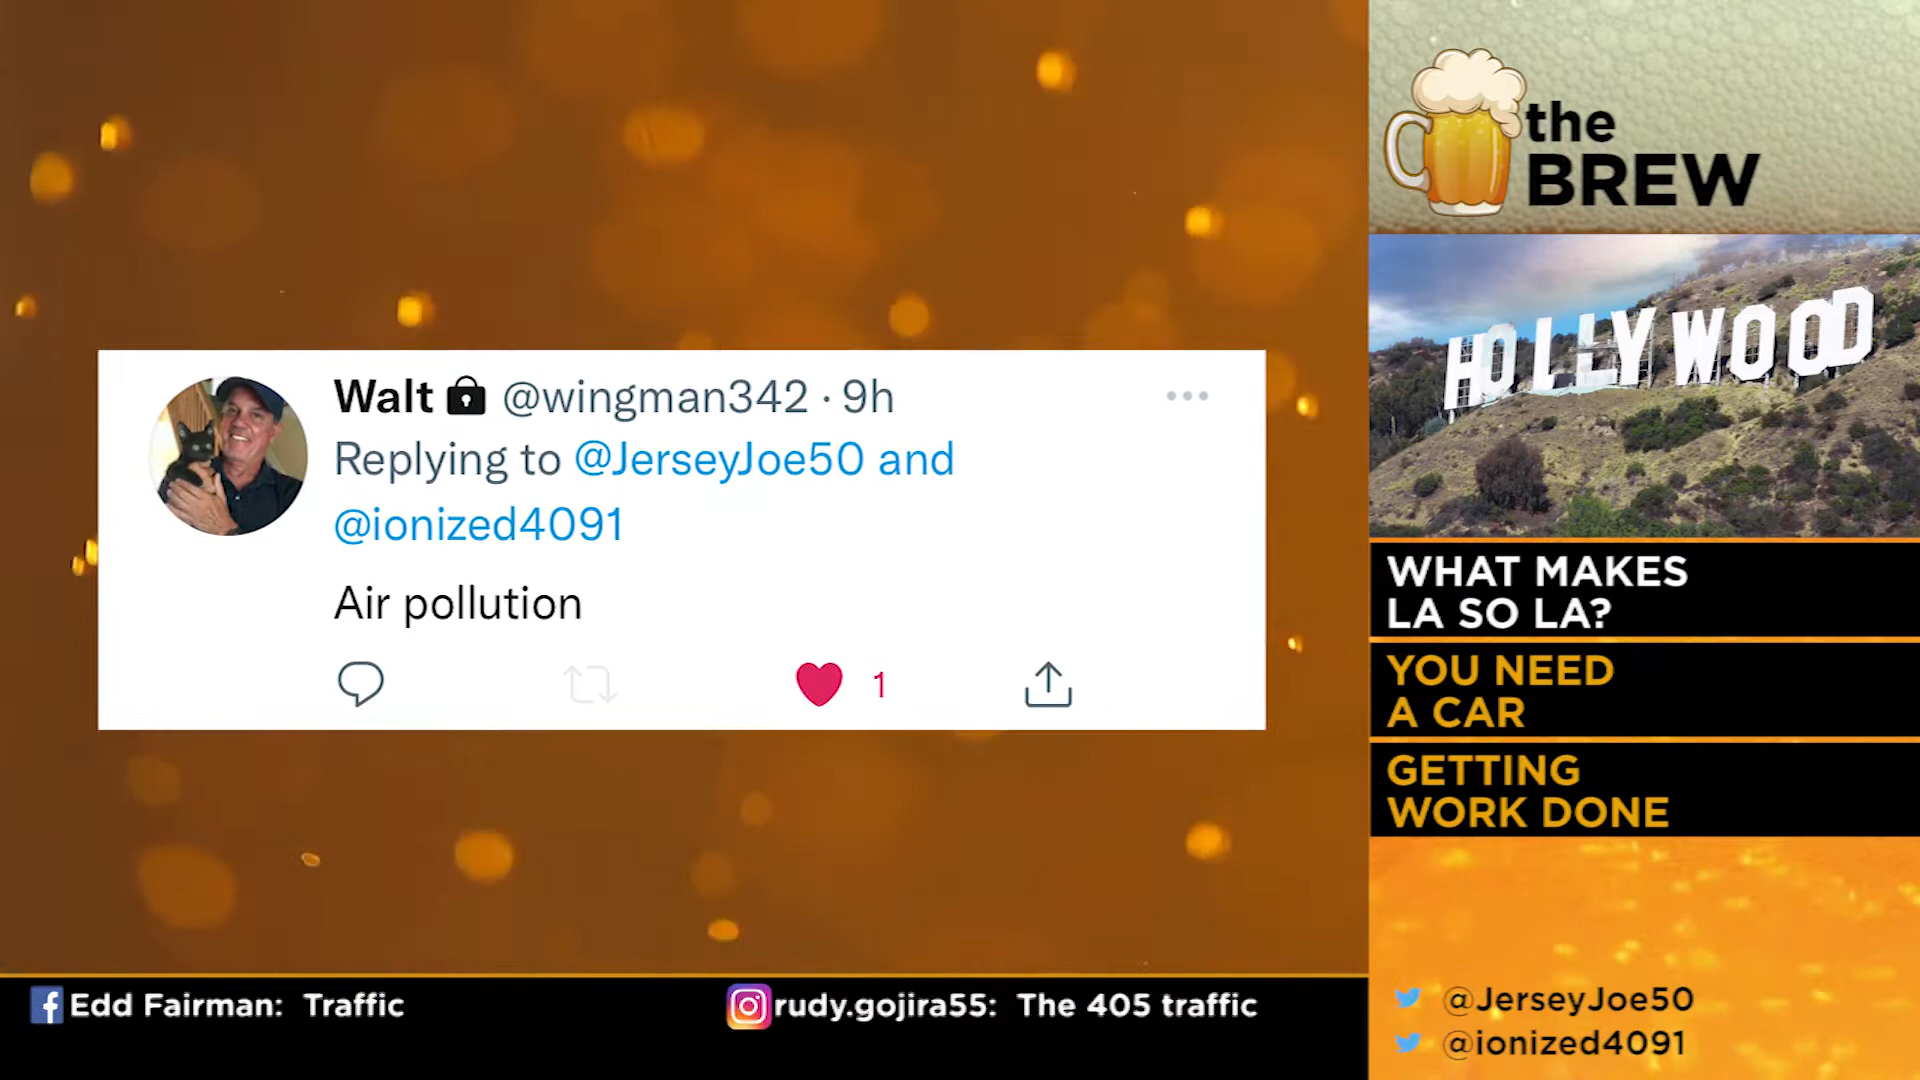 Walt @wingman342 · 9h
Replying to @JerseyJoe50 and
@ionized4091
Air pollution
1
the
BREW
HOLLYWOOD
WHAT MAKES
LA SO LA?
YOU NEED
A CAR
GETTING
WORK DONE
@JerseyJoe50
@ionized4091
Edd Fairman: Traffic
rudy.gojira55: The 405 traffic